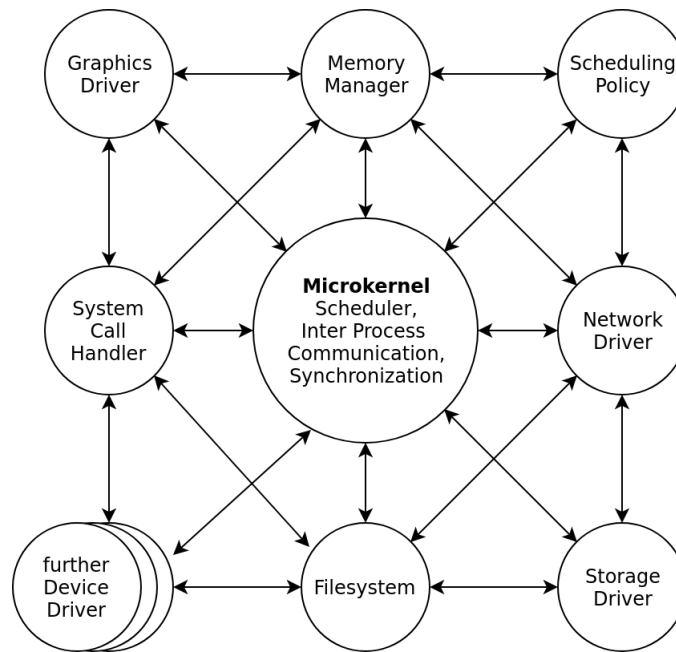 Graphics
Driver
Memory
Manager
Scheduling
Policy
System
Call
Handler
Microkernel
Scheduler,
Inter Process
Communication,
Synchronization
Network
Driver
further
Device
Driver
Filesystem
Storage
Driver